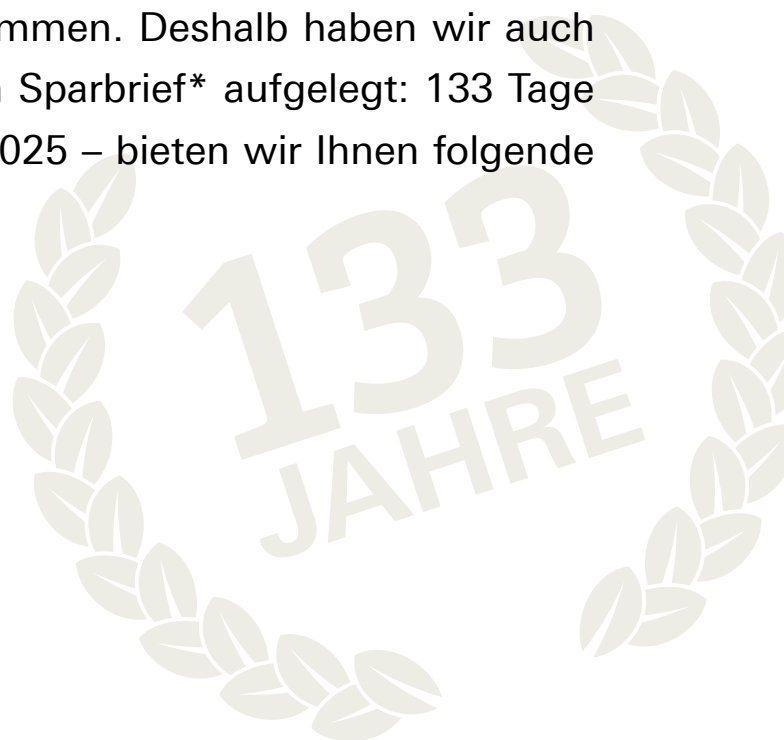 mmen. Deshalb haben wir auch
Sparbrief* aufgelegt: 133 Tage
025 – bieten wir Ihnen folgende
133
JAHRE